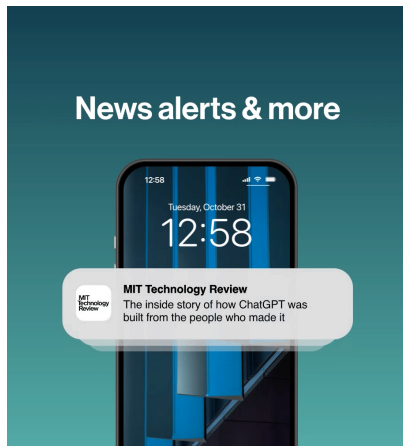 News alerts & more
12:58
Tuesday, October 31
12:58
MIT
Technology
Review
MIT Technology Review
The inside story of how ChatGPT was
built from the people who made it